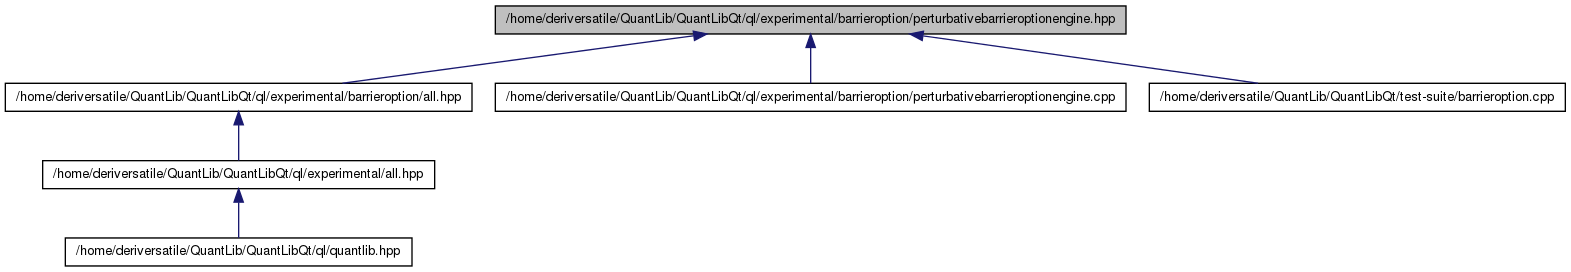 /home/deriversatile/QuantLib/QuantLibQt/ql/experimental/barrieroption/perturbativebarrieroptionengine.hpp
/home/deriversatile/QuantLib/QuantLibQt/ql/experimental/barrieroption/all.hpp
/home/deriversatile/QuantLib/QuantLibQt/ql/experimental/barrieroption/perturbativebarrieroptionengine.cpp
/home/deriversatile/QuantLib/QuantLibQt/test-suite/barrieroption.cpp
/home/deriversatile/QuantLib/QuantLibQt/ql/experimental/all.hpp
/home/deriversatile/QuantLib/QuantLibQt/ql/quantlib.hpp